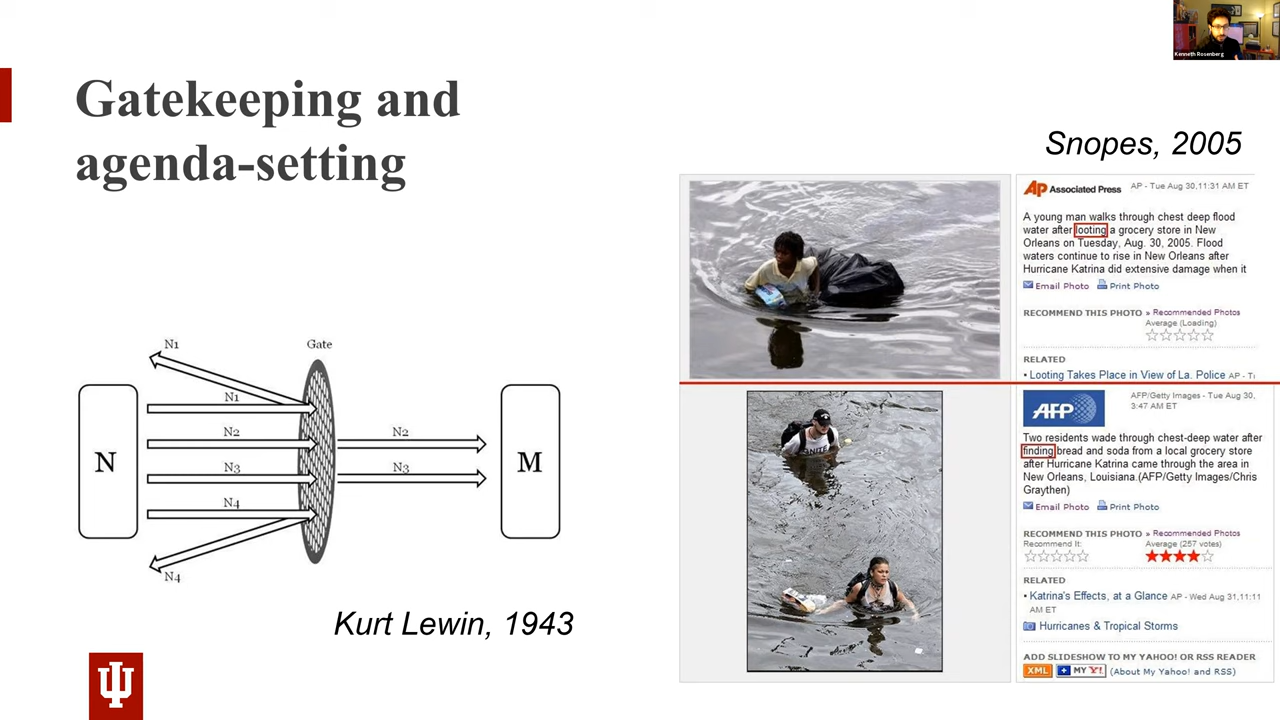 Kenneth Rosenberg
Gatekeeping and
agenda-setting
Snopes, 2005
N1
Gate
N1
N2
N2
N3
N3
N4
N4
N
M
Kurt Lewin, 1943
AP Associated Press
AP - Tue Aug 30,11:31 AM ET
A young man walks through chest deep flood
water after looting a grocery store in New
Orleans on Tuesday, Aug. 30, 2005. Flood
waters continue to rise in New Orleans after
Hurricane Katrina did extensive damage when it
Email Photo Print Photo
RECOMMEND THIS PHOTO » Recommended Photos
Average (Loading)
RELATED
• Looting Takes Place in View of La. Police AP - T
AFP
AFP/Getty Images - Tue Aug 30,
3:47 AM ET
Two residents wade through chest-deep water after
finding bread and soda from a local grocery store
after Hurricane Katrina came through the area in
New Orleans, Louisiana.(AFP/Getty Images/Chris
Graythen)
Email Photo Print Photo
RECOMMEND THIS PHOTO » Recommended Photos
Recommend It: Average (257 votes)
RELATED
• Katrina's Effects, at a Glance AP - Wed Aug 31,11:11
AM ET
Hurricanes & Tropical Storms
ADD SLIDESHOW TO MY YAHOO! OR RSS READER
XML + MY Y! (About My Yahoo! and RSS)